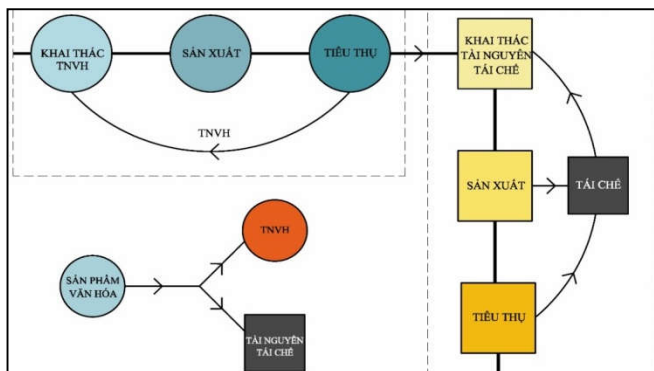 KHAI THÁC
TNVH
SẢN XUẤT
TIÊU THỤ
TNVH
KHAI THÁC
TÀI NGUYÊN
TÁI CHẾ
SẢN XUẤT
TÁI CHẾ
TIÊU THỤ
TNVH
SẢN PHẨM
VĂN HÓA
TÀI NGUYÊN
TÁI CHẾ